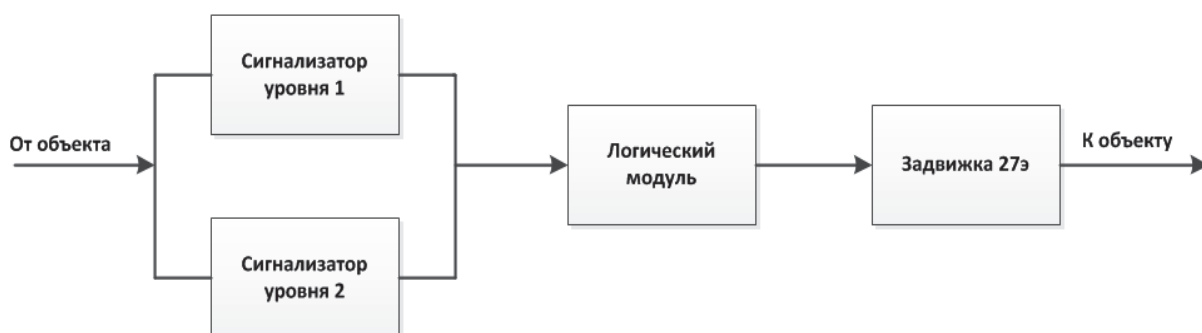 От объекта
Сигнализатор
уровня 1
Сигнализатор
уровня 2
Логический
модуль
Задвижка 27э
К объекту